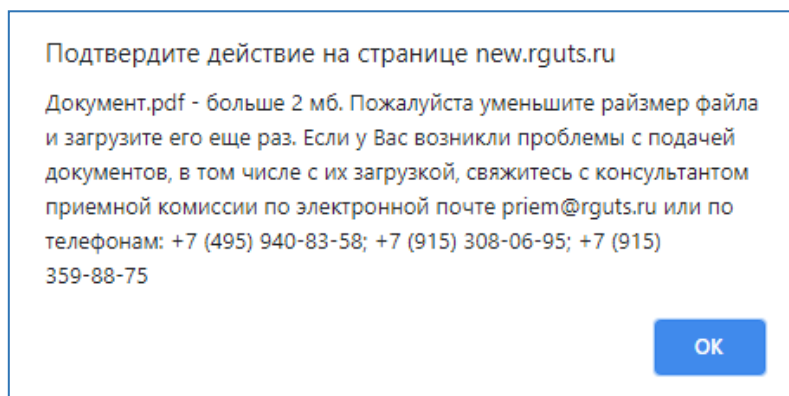 Подтвердите действие на странице new.rguts.ru
Документ.pdf - больше 2 мб. Пожалуйста уменьшите райзмер файла
и загрузите его еще раз. Если у Вас возникли проблемы с подачей
документов, в том числе с их загрузкой, свяжитесь с консультантом
приемной комиссии по электронной почте priem@rguts.ru или по
телефонам: +7 (495) 940-83-58; +7 (915) 308-06-95; +7 (915)
359-88-75
ОК